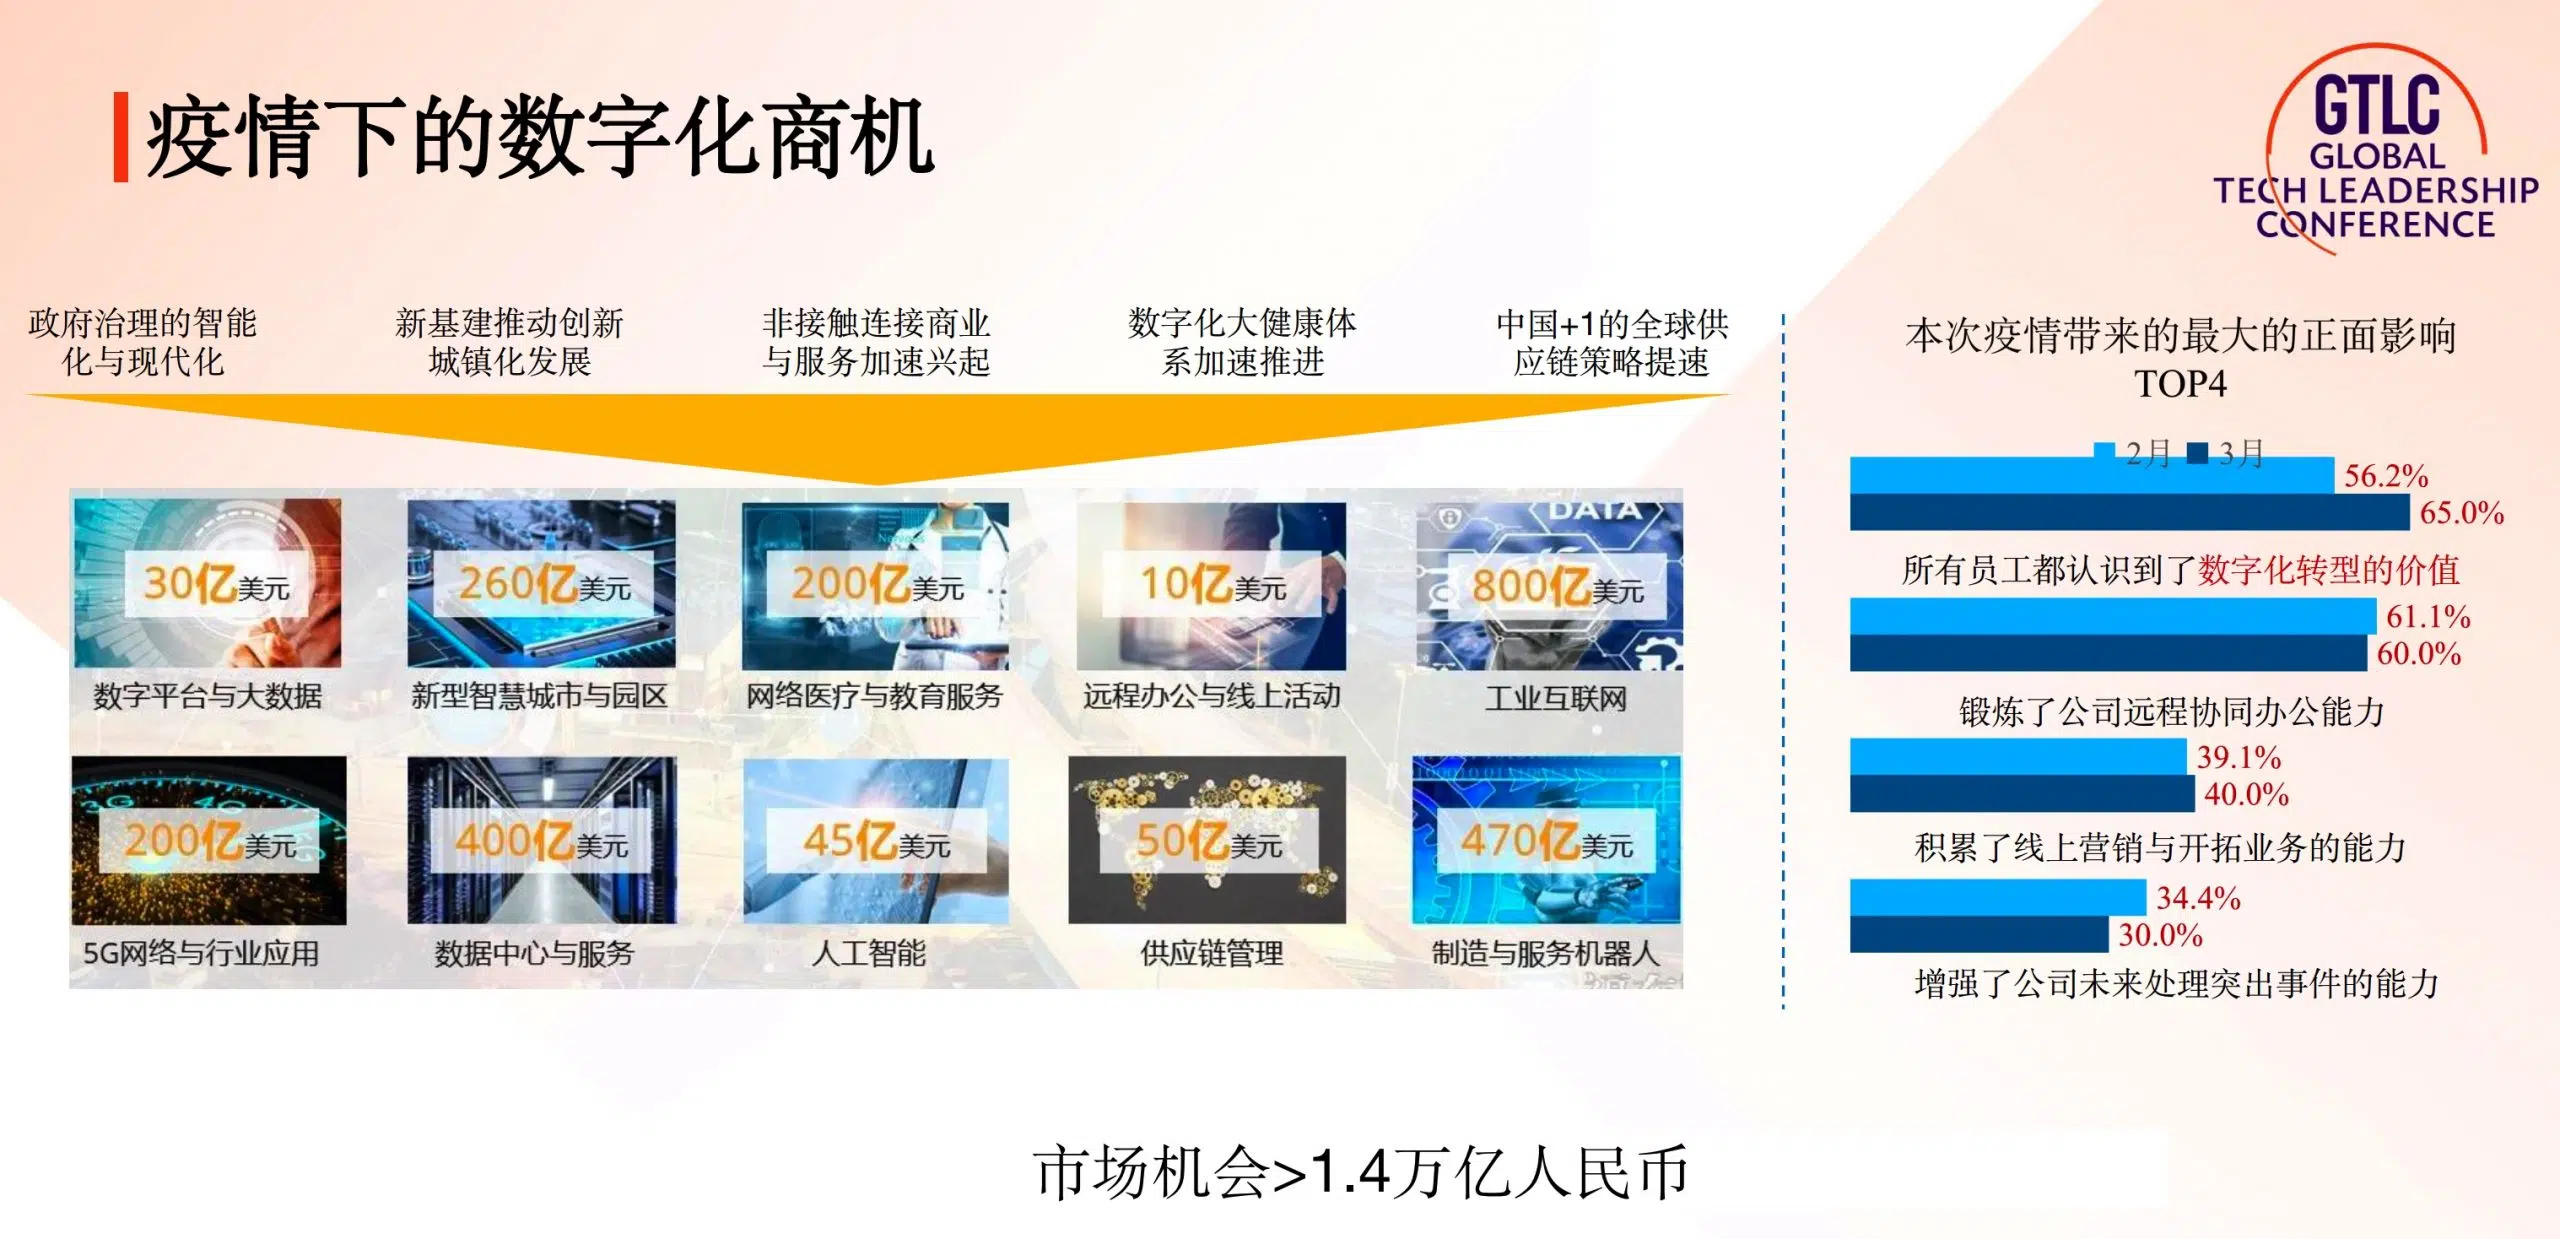 疫情下的数字化商机
GTLC
GLOBAL
TECH LEADERSHIP
CONFERENCE
政府治理的智能
化与现代化
新基建推动创新
城镇化发展
非接触连接商业
与服务加速兴起
数字化大健康体
系加速推进
中国+1的全球供
应链策略提速
30亿美元
数字平台与大数据
260亿美元
新型智慧城市与园区
200亿美元
网络医疗与教育服务
10亿美元
远程办公与线上活动
DATA
800亿美元
工业互联网
3G 4G
200亿美元
5G网络与行业应用
400亿美元
数据中心与服务
45亿美元
人工智能
50亿美元
供应链管理
470亿美元
制造与服务机器人
本次疫情带来的最大的正面影响
TOP4
2月 3月
56.2%
65.0%
所有员工都认识到了数字化转型的价值
61.1%
60.0%
锻炼了公司远程协同办公能力
39.1%
40.0%
积累了线上营销与开拓业务的能力
34.4%
30.0%
增强了公司未来处理突出事件的能力
市场机会>1.4万亿人民币